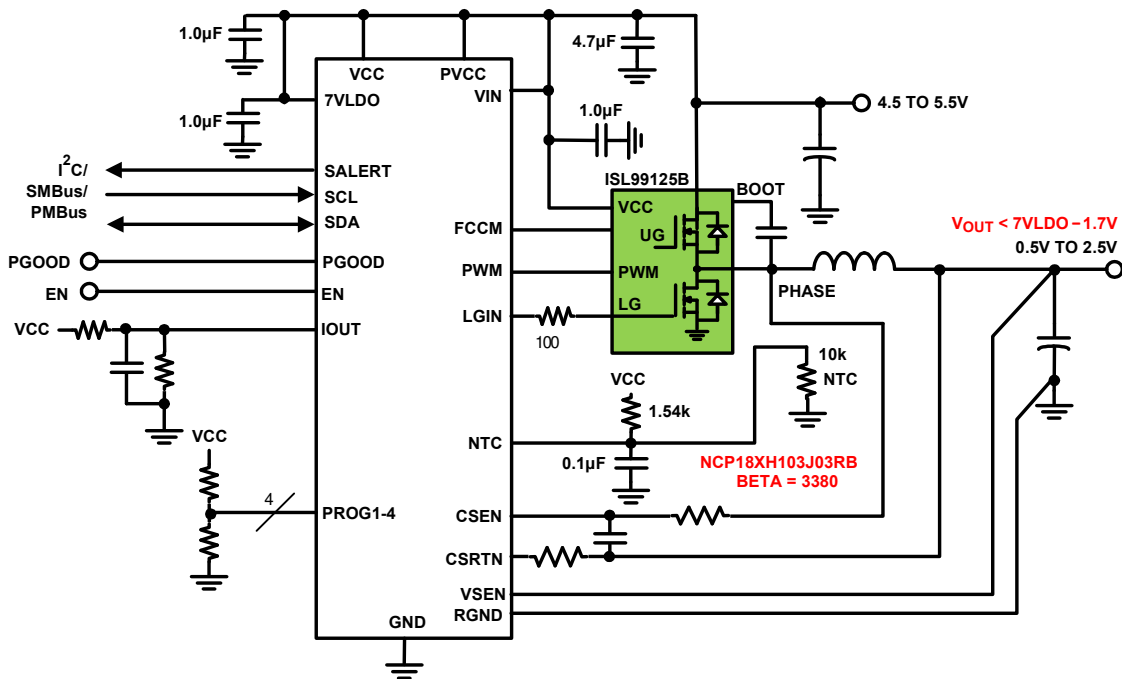 1.0µF
4.7µF
VCC
PVCC
7VLDO
VIN
1.0µF
1.0µF
4.5 TO 5.5V
I2C/
SMBus/
PMBus
SALERT
SCL
SDA
ISL99125B
BOOT
VCC
UG
FCCM
VOUT < 7VLDO – 1.7V
0.5V TO 2.5V
PGOOD
PGOOD
PWM
PWM
PHASE
EN
EN
LG
LGIN
100
VCC
IOUT
10k
NTC
VCC
1.54k
VCC
NTC
0.1µF
NCP18XH103J03RB
BETA = 3380
4
PROG1-4
CSEN
CSRTN
VSEN
RGND
GND